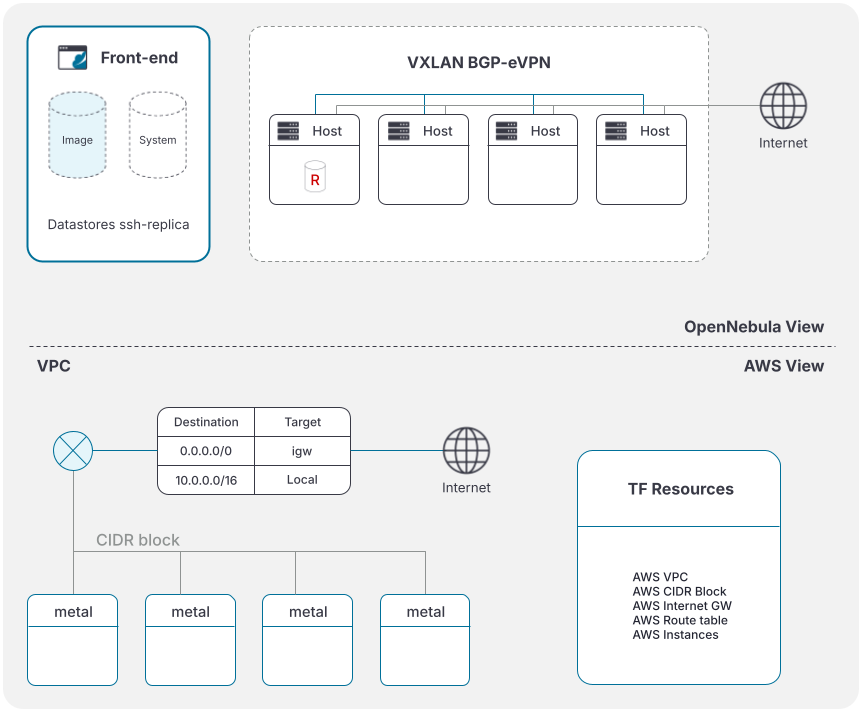 Front-end
Image
System
Datastores ssh-replica
VXLAN BGP-eVPN
Host
Host
Host
Host
R
Internet
OpenNebula View
VPC
AWS View
Destination Target
0.0.0.0/0 igw
10.0.0.0/16 Local
Internet
CIDR block
metal
metal
metal
metal
TF Resources
AWS VPC
AWS CIDR Block
AWS Internet GW
AWS Route table
AWS Instances